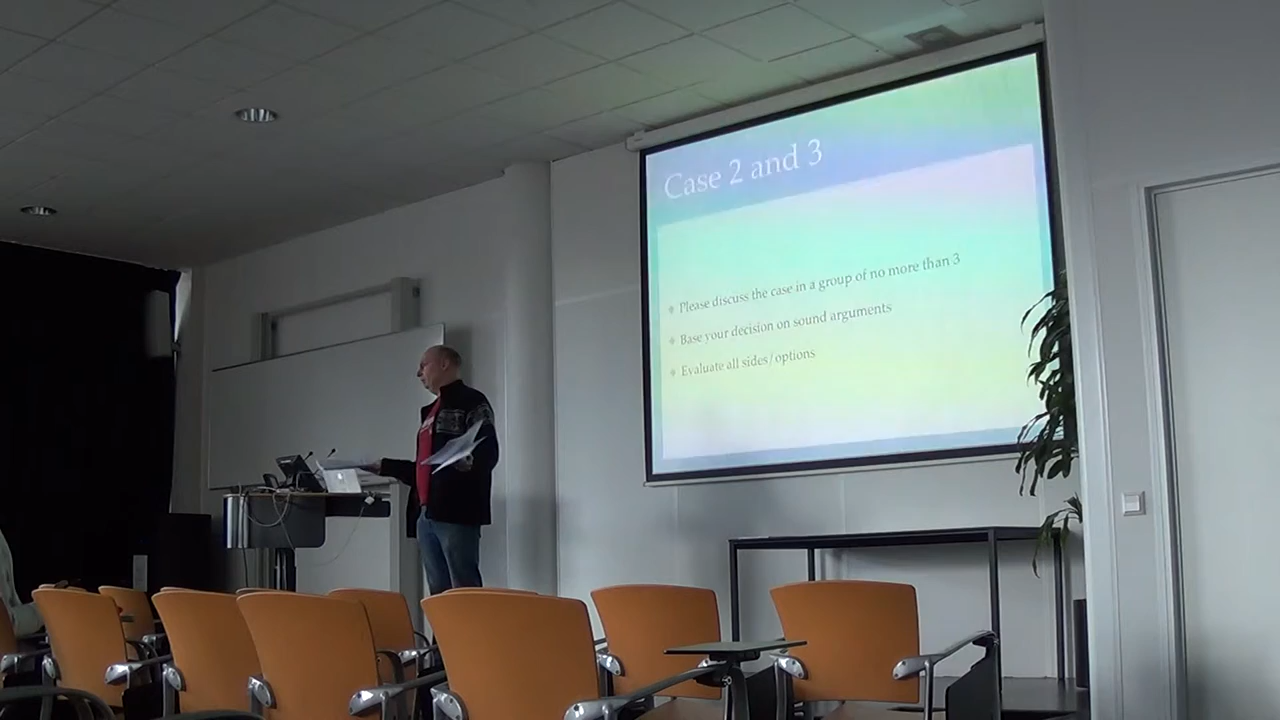 Case 2 and 3
Please discuss the case in a group of no more than 3
Base your decision on sound arguments
Evaluate all sides/options